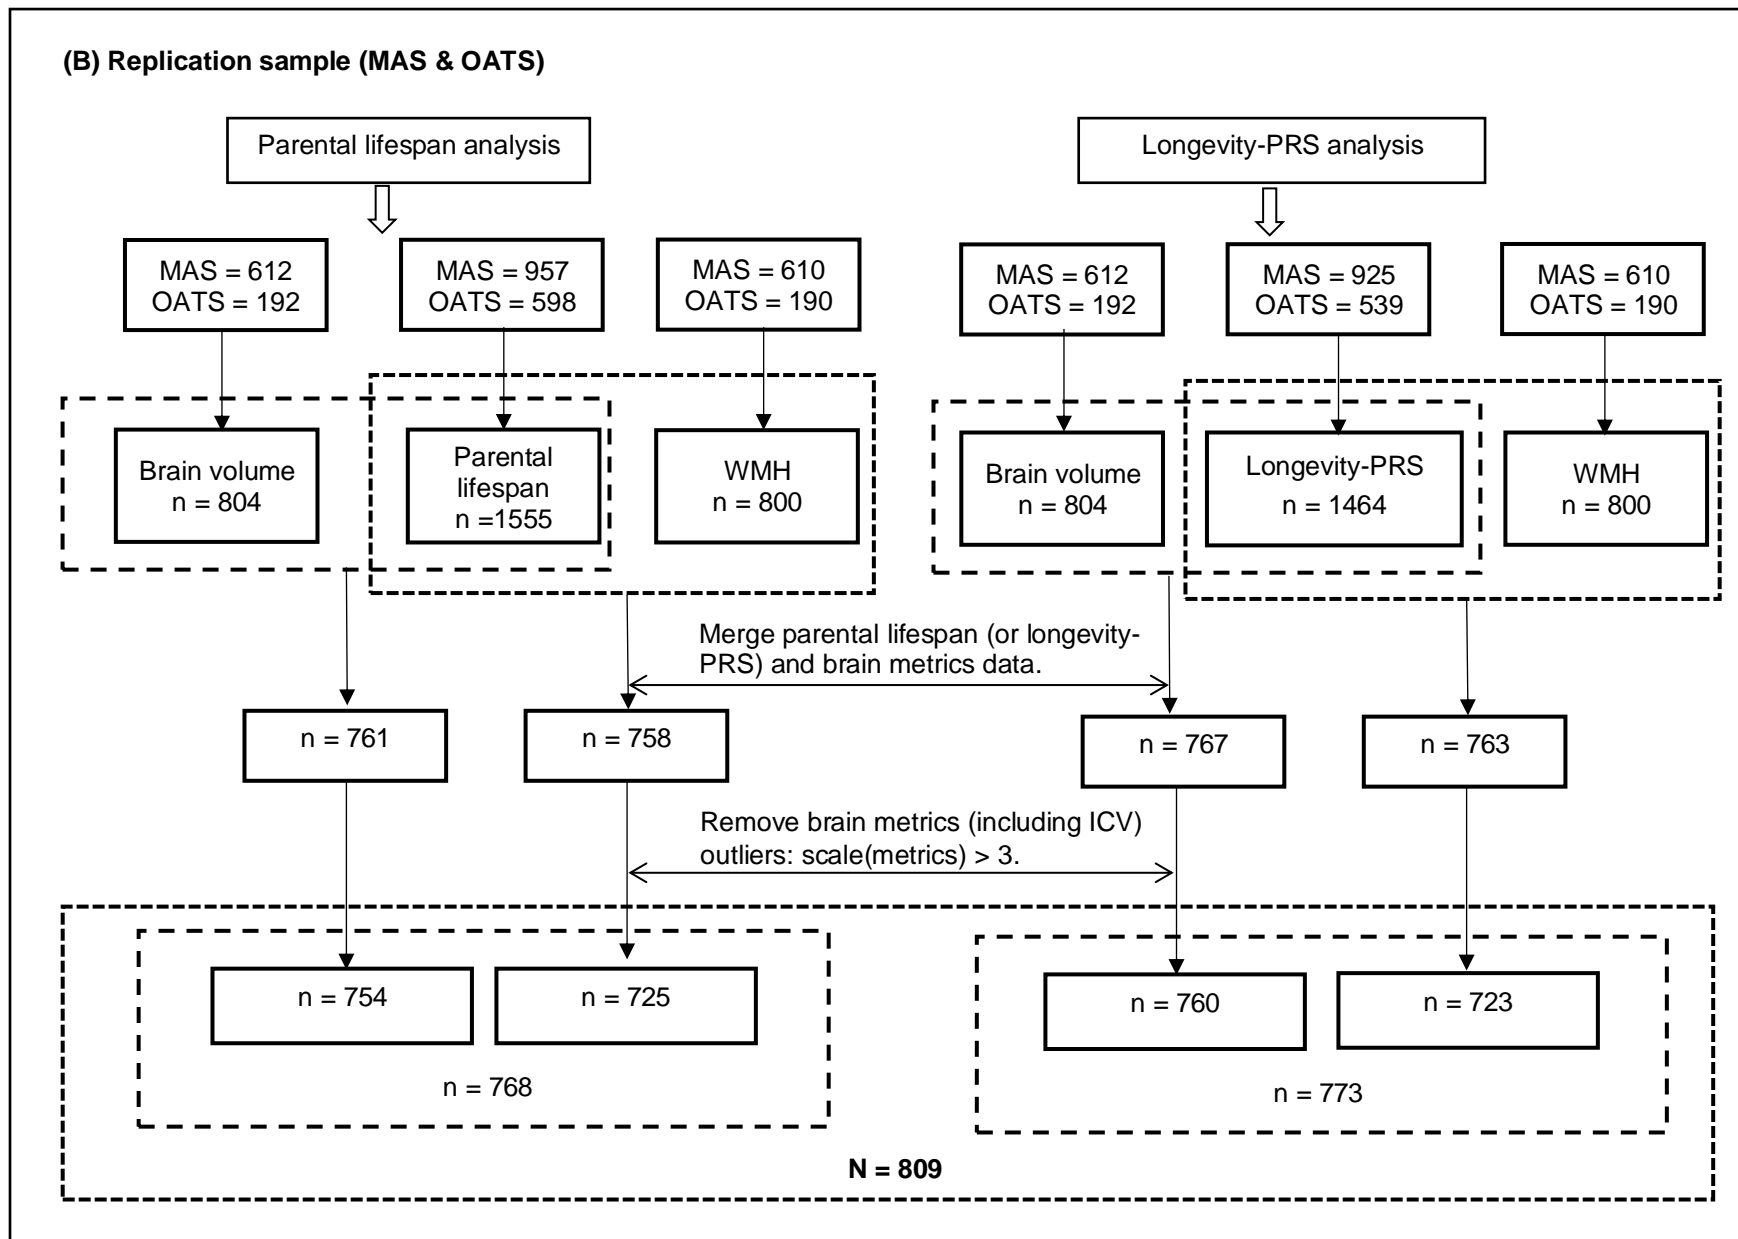 (B) Replication sample (MAS & OATS)
Parental lifespan analysis
Longevity-PRS analysis
MAS = 612
OATS = 192
MAS = 957
OATS = 598
MAS = 610
OATS = 190
MAS = 612
OATS = 192
MAS = 925
OATS = 539
MAS = 610
OATS = 190
Brain volume
n = 804
Parental
lifespan
n =1555
WMH
n = 800
Brain volume
n = 804
Longevity-PRS
n = 1464
WMH
n = 800
Merge parental lifespan (or longevity-
PRS) and brain metrics data.
n = 761
n = 758
n = 767
n = 763
Remove brain metrics (including ICV)
outliers: scale(metrics) > 3.
n = 754
n = 725
n = 760
n = 723
n = 768
n = 773
N = 809